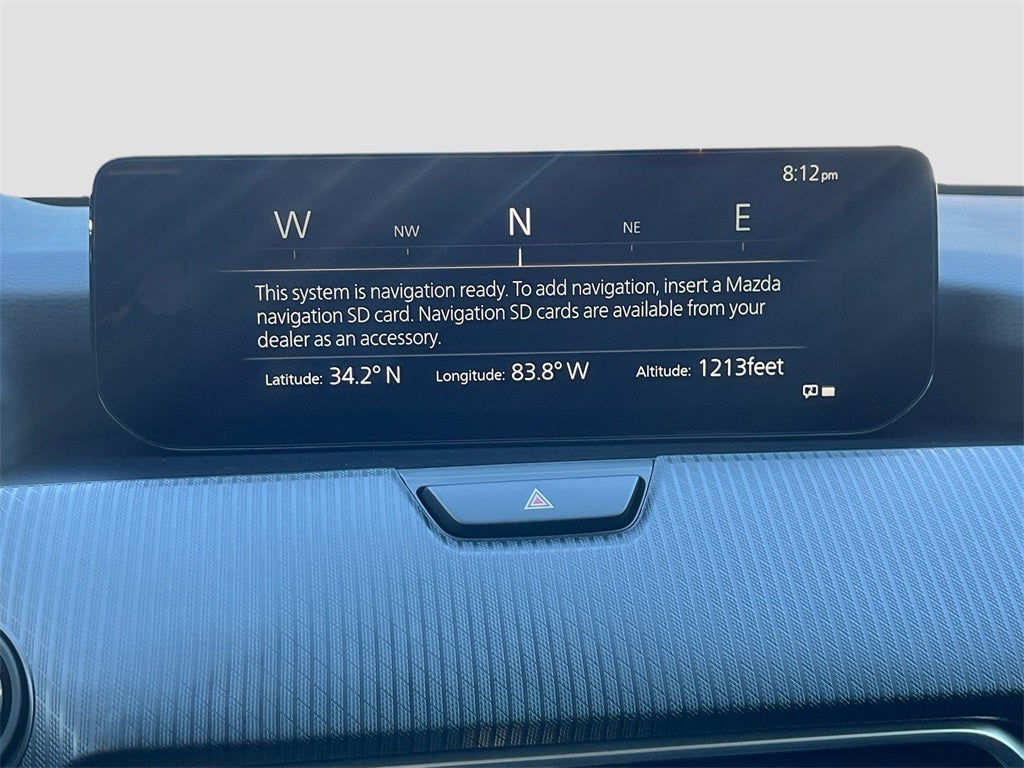 8:12pm
W NW N NE E
This system is navigation ready. To add navigation, insert a Mazda
navigation SD card. Navigation SD cards are available from your
dealer as an accessory.
Latitude: 34.2° N Longitude: 83.8° W Altitude: 1213feet